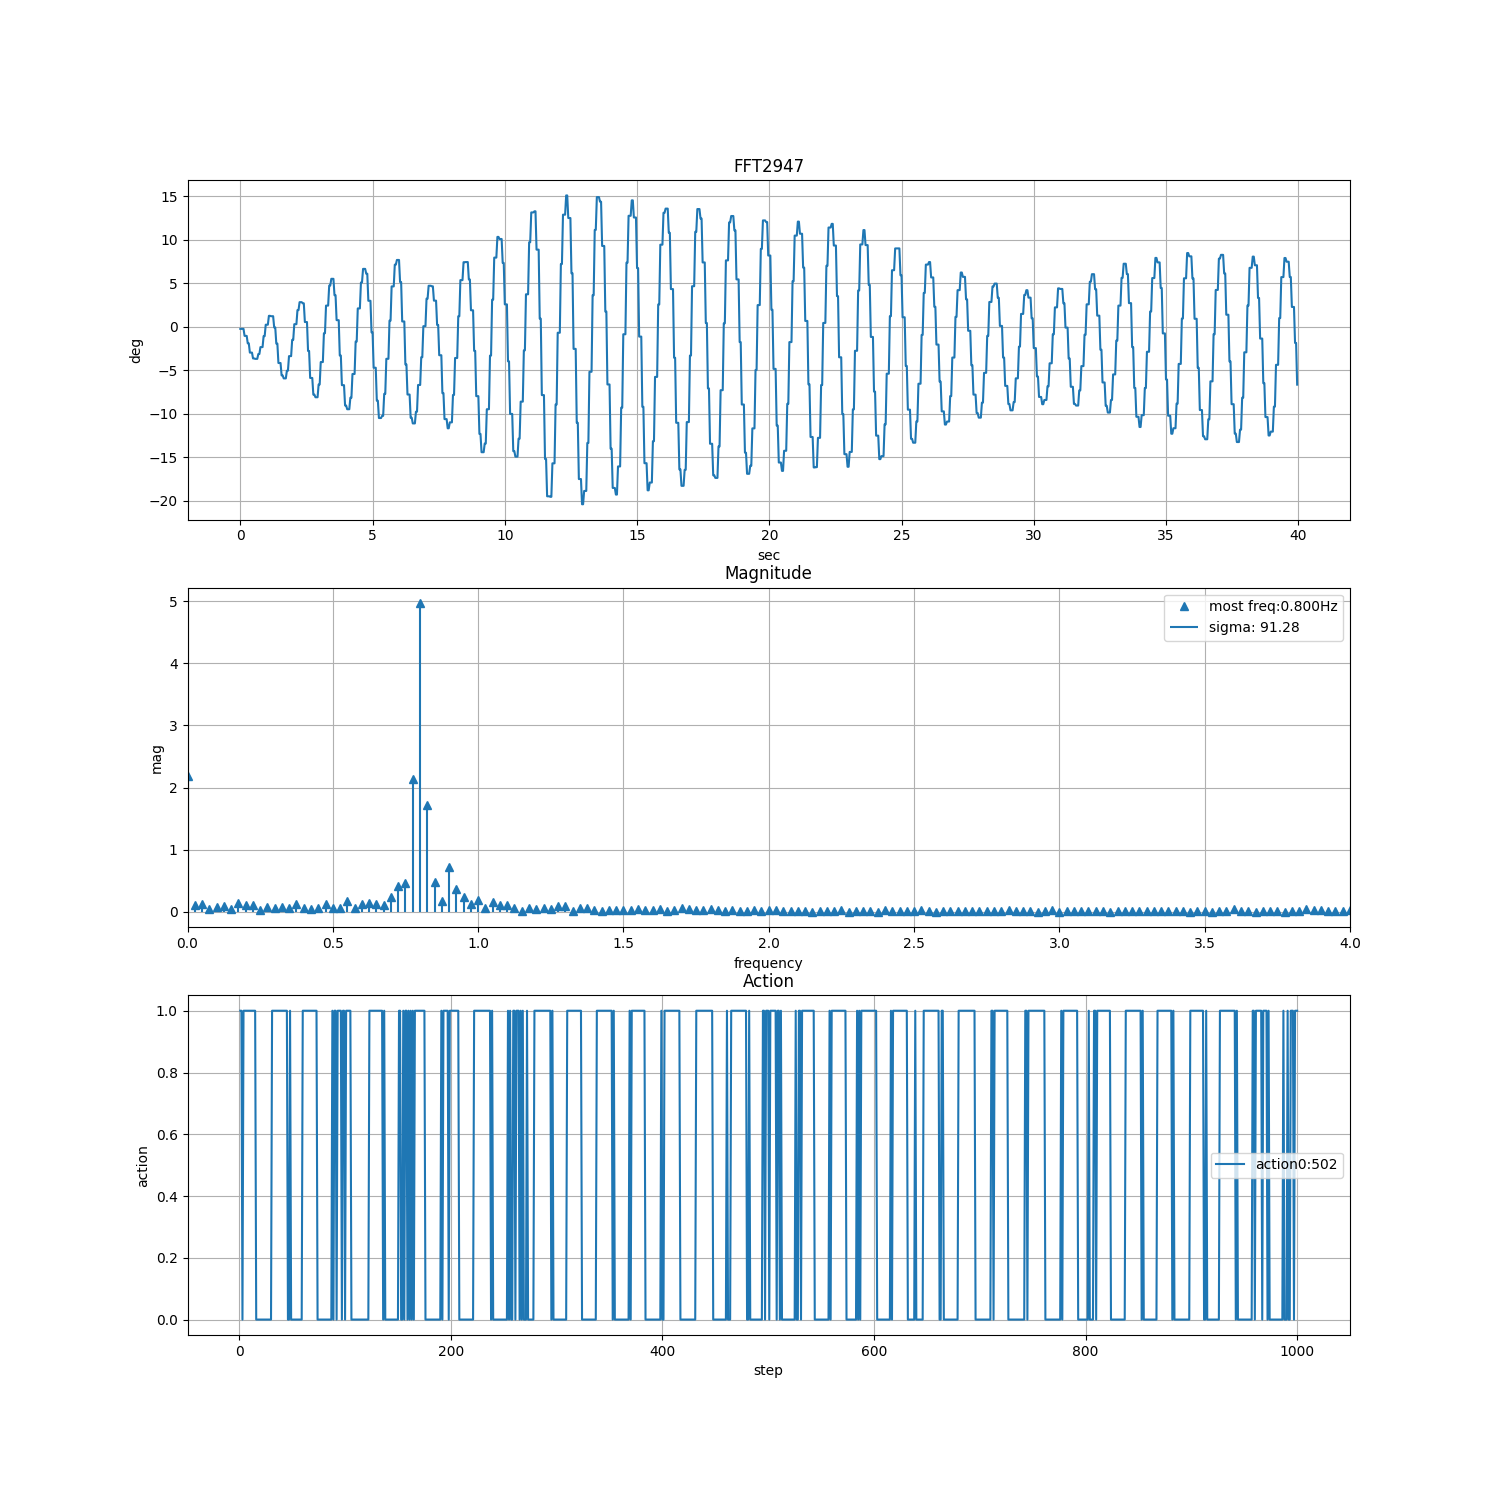 FFT2947
15
10
5
0
−5
−10
−15
−20
deg
0 5 10 15 20 25 30 35 40
sec
Magnitude
5
4
3
2
1
0
mag
most freq:0.800Hz
sigma: 91.28
0.0 0.5 1.0 1.5 2.0 2.5 3.0 3.5 4.0
frequency
Action
1.0
0.8
0.6
0.4
0.2
0.0
action
action0:502
0 200 400 600 800 1000
step